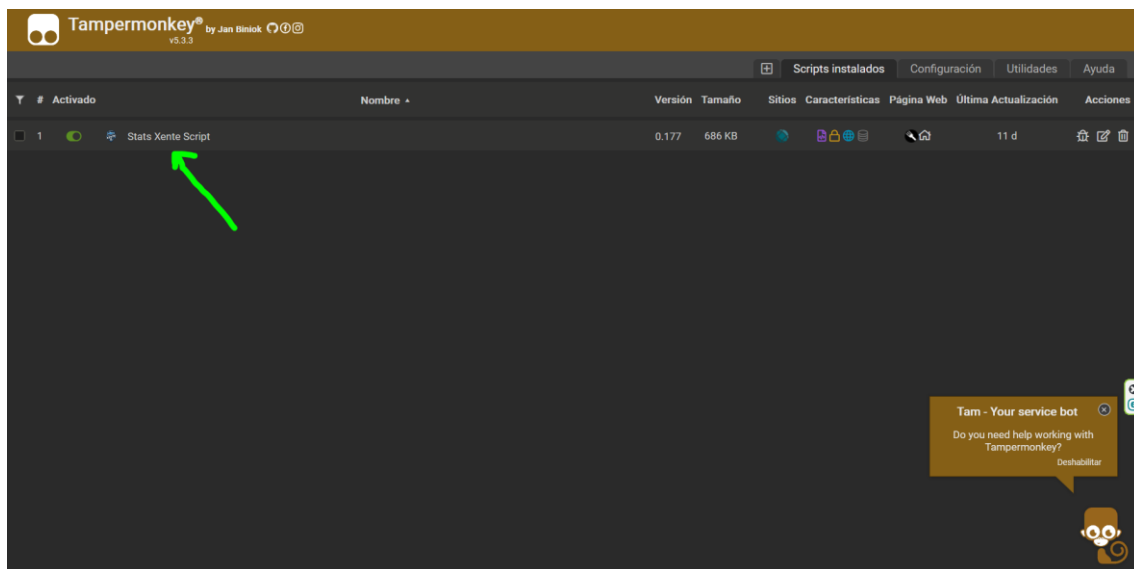 Tampermonkey® by Jan Biniok
v5.3.3
Scripts instalados Configuración Utilidades Ayuda
# Activado Nombre Versión Tamaño Sitios Características Página Web Última Actualización Acciones
1 Stats Xente Script 0.177 686 KB 11 d
Tam - Your service bot
Do you need help working with
Tampermonkey?
Deshabilitar